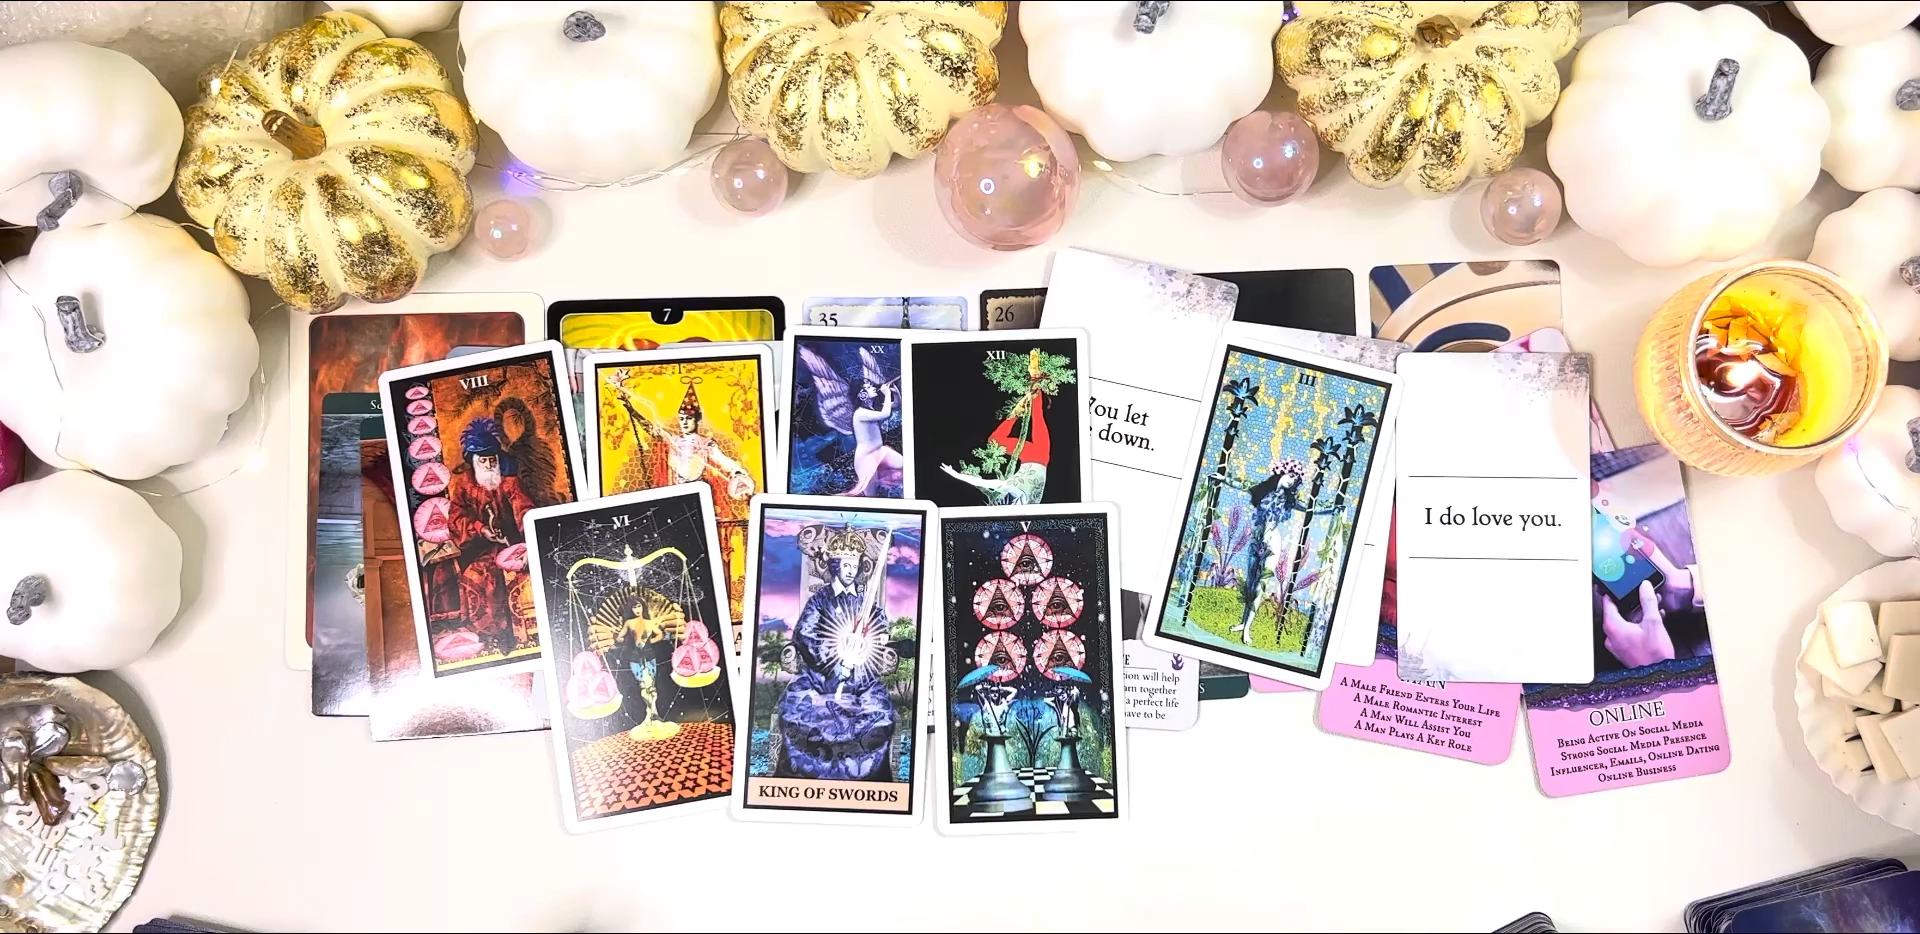 7
35
26
VIII
I
XX
XII
You let
down.
III
I do love you.
VI
KING OF SWORDS
V
tion will help
arn together
a perfect life
have to be
A Male Friend Enters Your Life
A Male Romantic Interest
A Man Will Assist You
A Man Plays A Key Role
ONLINE
Being Active On Social Media
Strong Social Media Presence
Influencer, Emails, Online Dating
Online Business